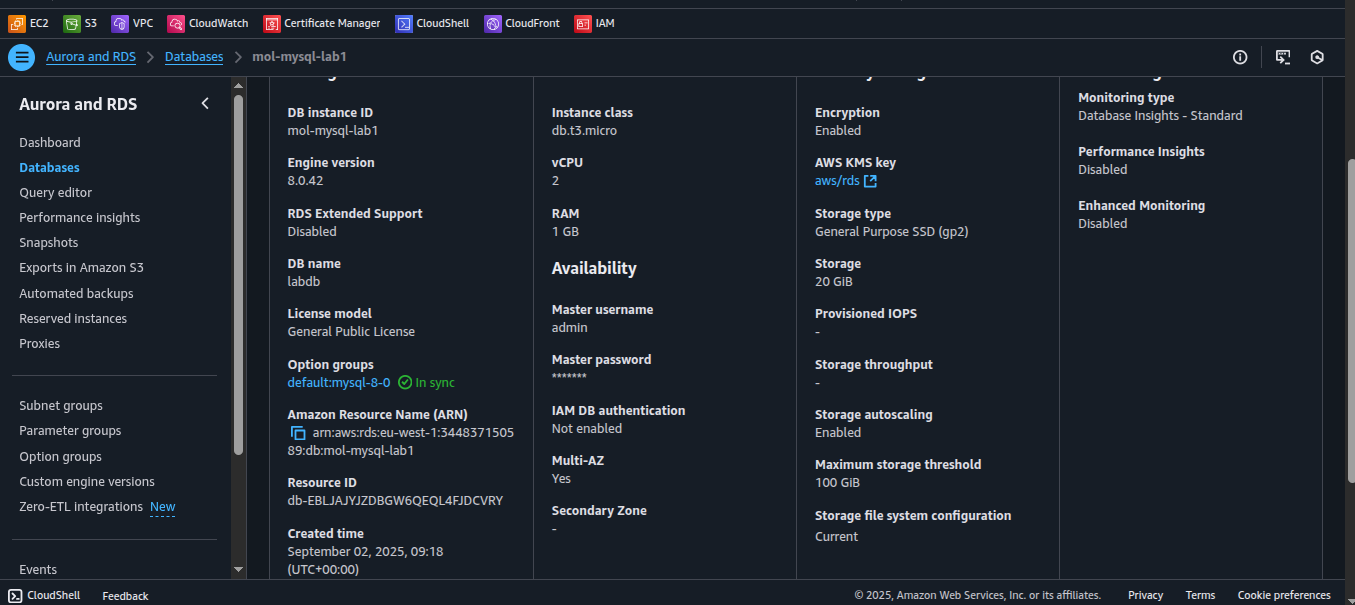 EC2 S3 VPC CloudWatch Certificate Manager CloudShell CloudFront IAM
Aurora and RDS > Databases > mol-mysql-lab1
Aurora and RDS
Dashboard
Databases
Query editor
Performance insights
Snapshots
Exports in Amazon S3
Automated backups
Reserved instances
Proxies
Subnet groups
Parameter groups
Option groups
Custom engine versions
Zero-ETL Integrations New
Events
DB instance ID
mol-mysql-lab1
Engine version
8.0.42
RDS Extended Support
Disabled
DB name
labdb
License model
General Public License
Option groups
default:mysql-8-0 In sync
Amazon Resource Name (ARN)
arn:aws:rds:eu-west-1:3448371505
89:db:mol-mysql-lab1
Resource ID
db-EBLJAJYJZDBGW6QEQL4FJDCVRY
Created time
September 02, 2025, 09:18
(UTC+00:00)
Instance class
db.t3.micro
vCPU
2
RAM
1 GB
Availability
Master username
admin
Master password
*******
IAM DB authentication
Not enabled
Multi-AZ
Yes
Secondary Zone
-
Encryption
Enabled
AWS KMS key
aws/rds
Storage type
General Purpose SSD (gp2)
Storage
20 GiB
Provisioned IOPS
-
Storage throughput
-
Storage autoscaling
Enabled
Maximum storage threshold
100 GiB
Storage file system configuration
Current
Monitoring type
Database Insights - Standard
Performance Insights
Disabled
Enhanced Monitoring
Disabled
CloudShell Feedback © 2025, Amazon Web Services, Inc. or its affiliates. Privacy Terms Cookie preferences